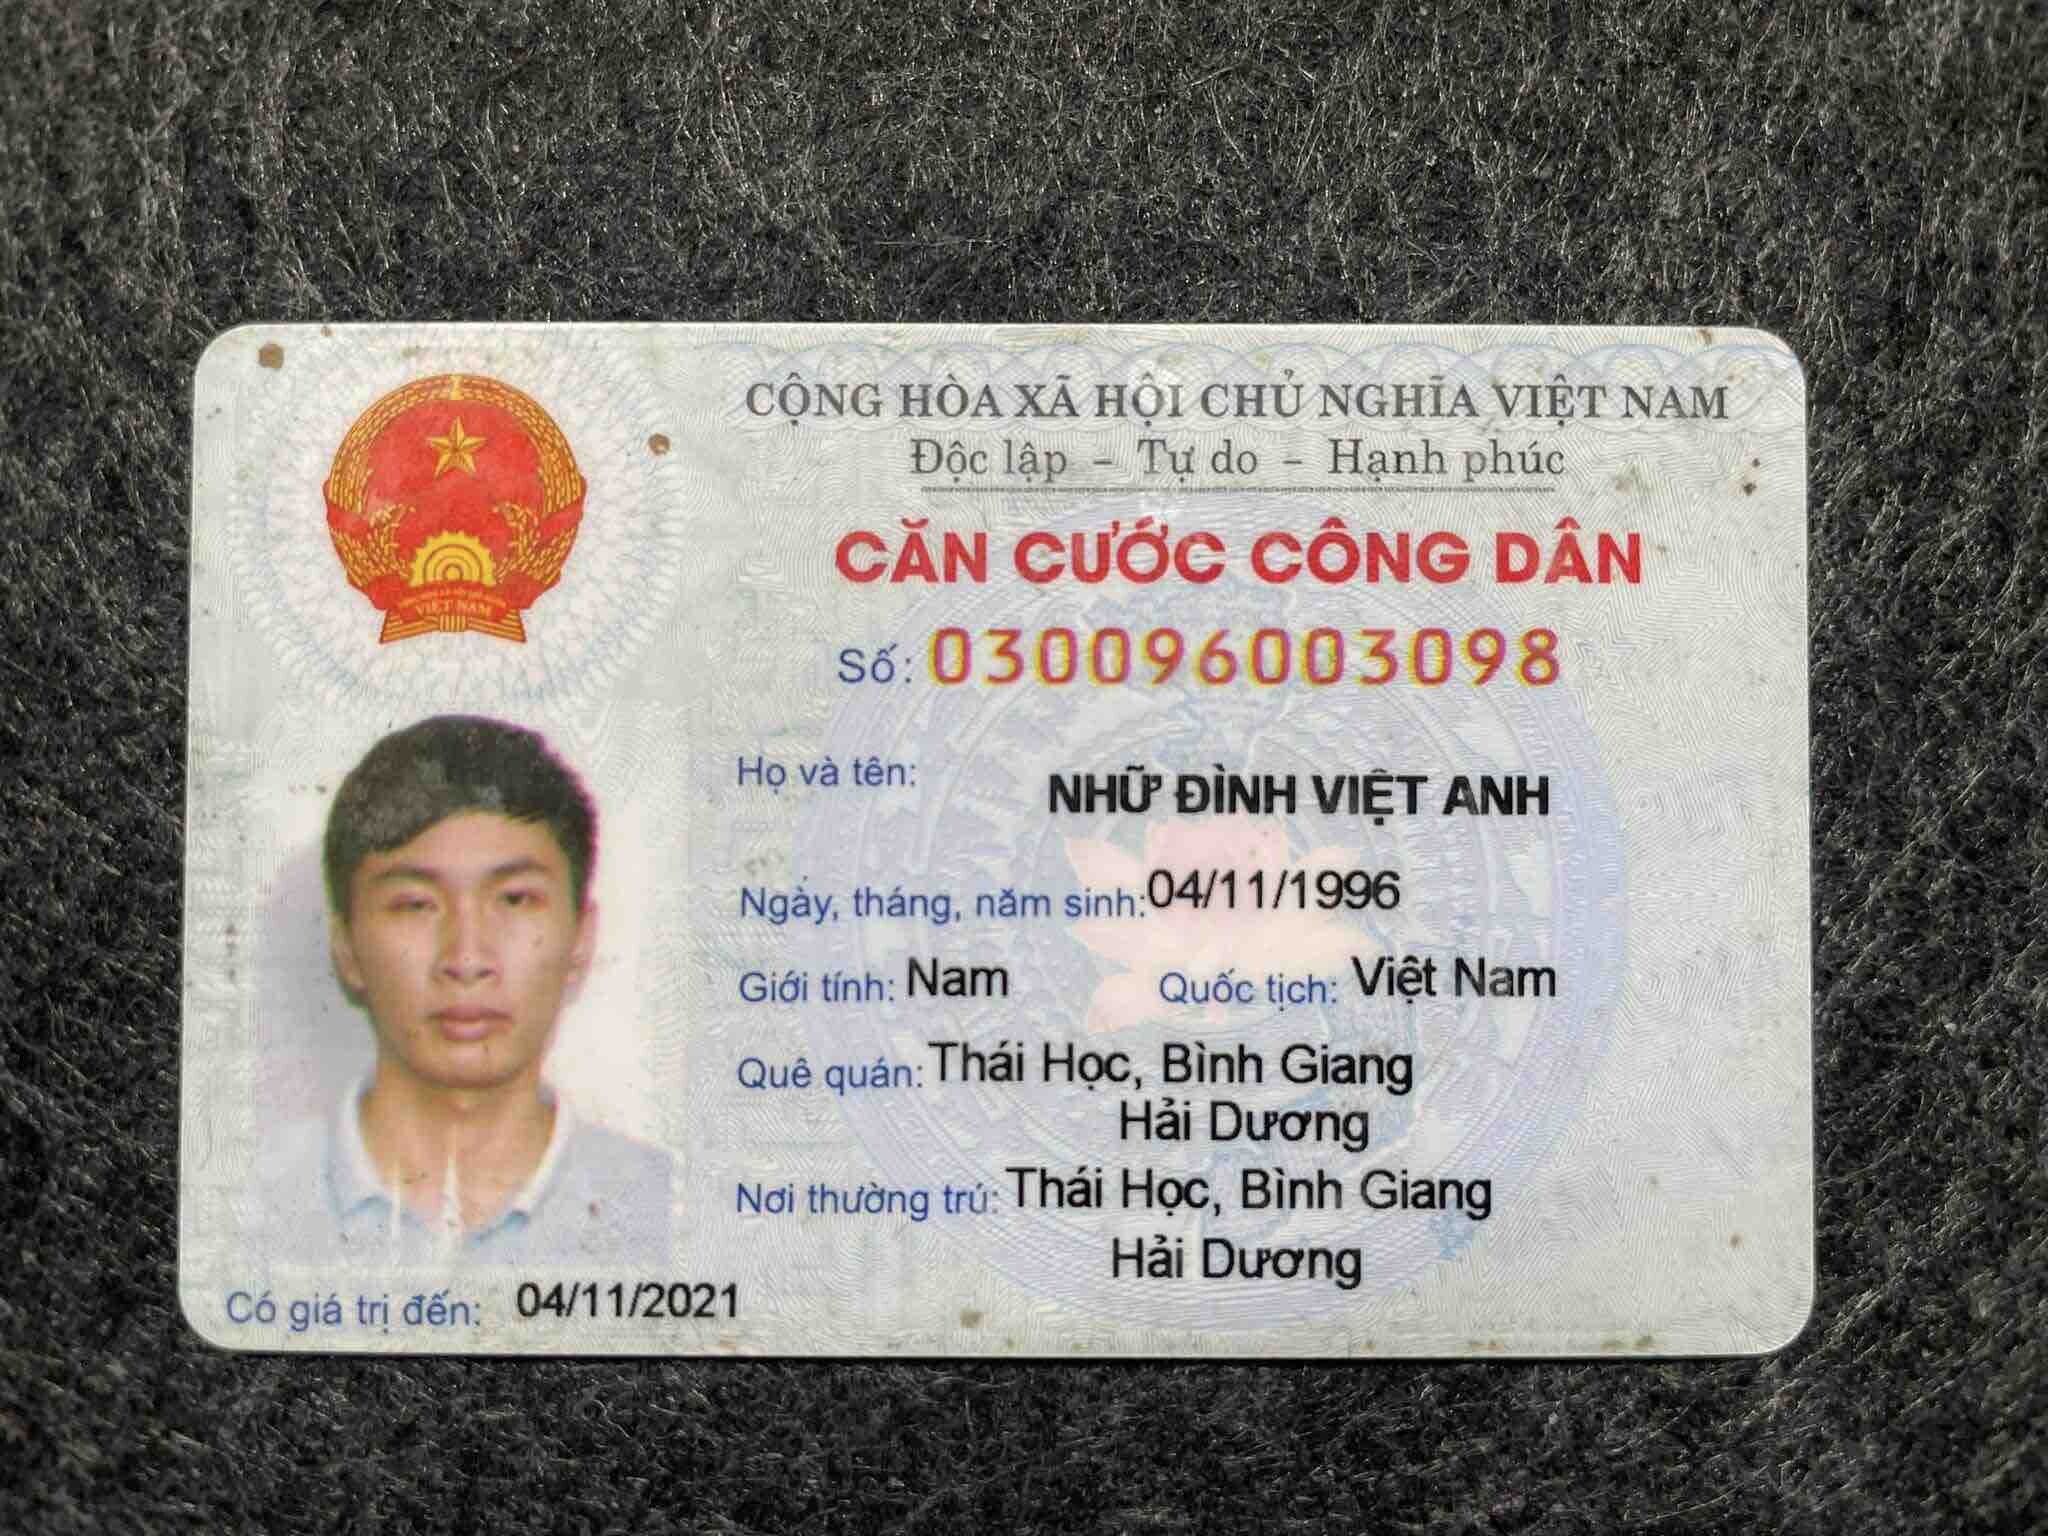 CỘNG HÒA XÃ HỘI CHỦ NGHĨA VIỆT NAM
Độc lập – Tự do – Hạnh phúc
CĂN CƯỚC CÔNG DÂN
Số: 030096003098
Họ và tên: NHỮ ĐÌNH VIỆT ANH
Ngày, tháng, năm sinh: 04/11/1996
Giới tính: Nam Quốc tịch: Việt Nam
Quê quán: Thái Học, Bình Giang
Hải Dương
Nơi thường trú: Thái Học, Bình Giang
Hải Dương
Có giá trị đến: 04/11/2021
VIỆT NAM